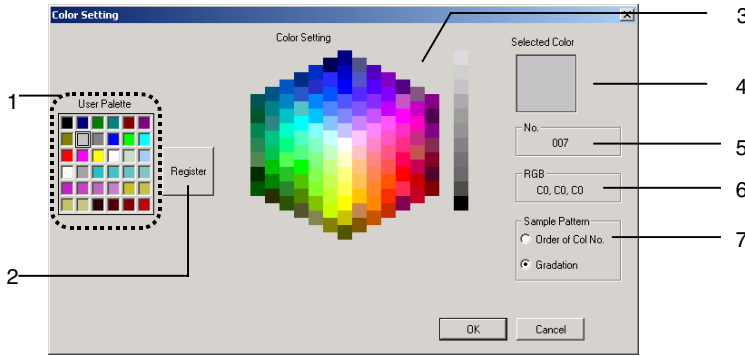 Color Setting
Color Setting
Selected Color
3
4
1
User Palette
No.
007
5
Register
RGB
C0, C0, C0
6
Sample Pattern
Order of Col No.
7
Gradation
2
OK
Cancel